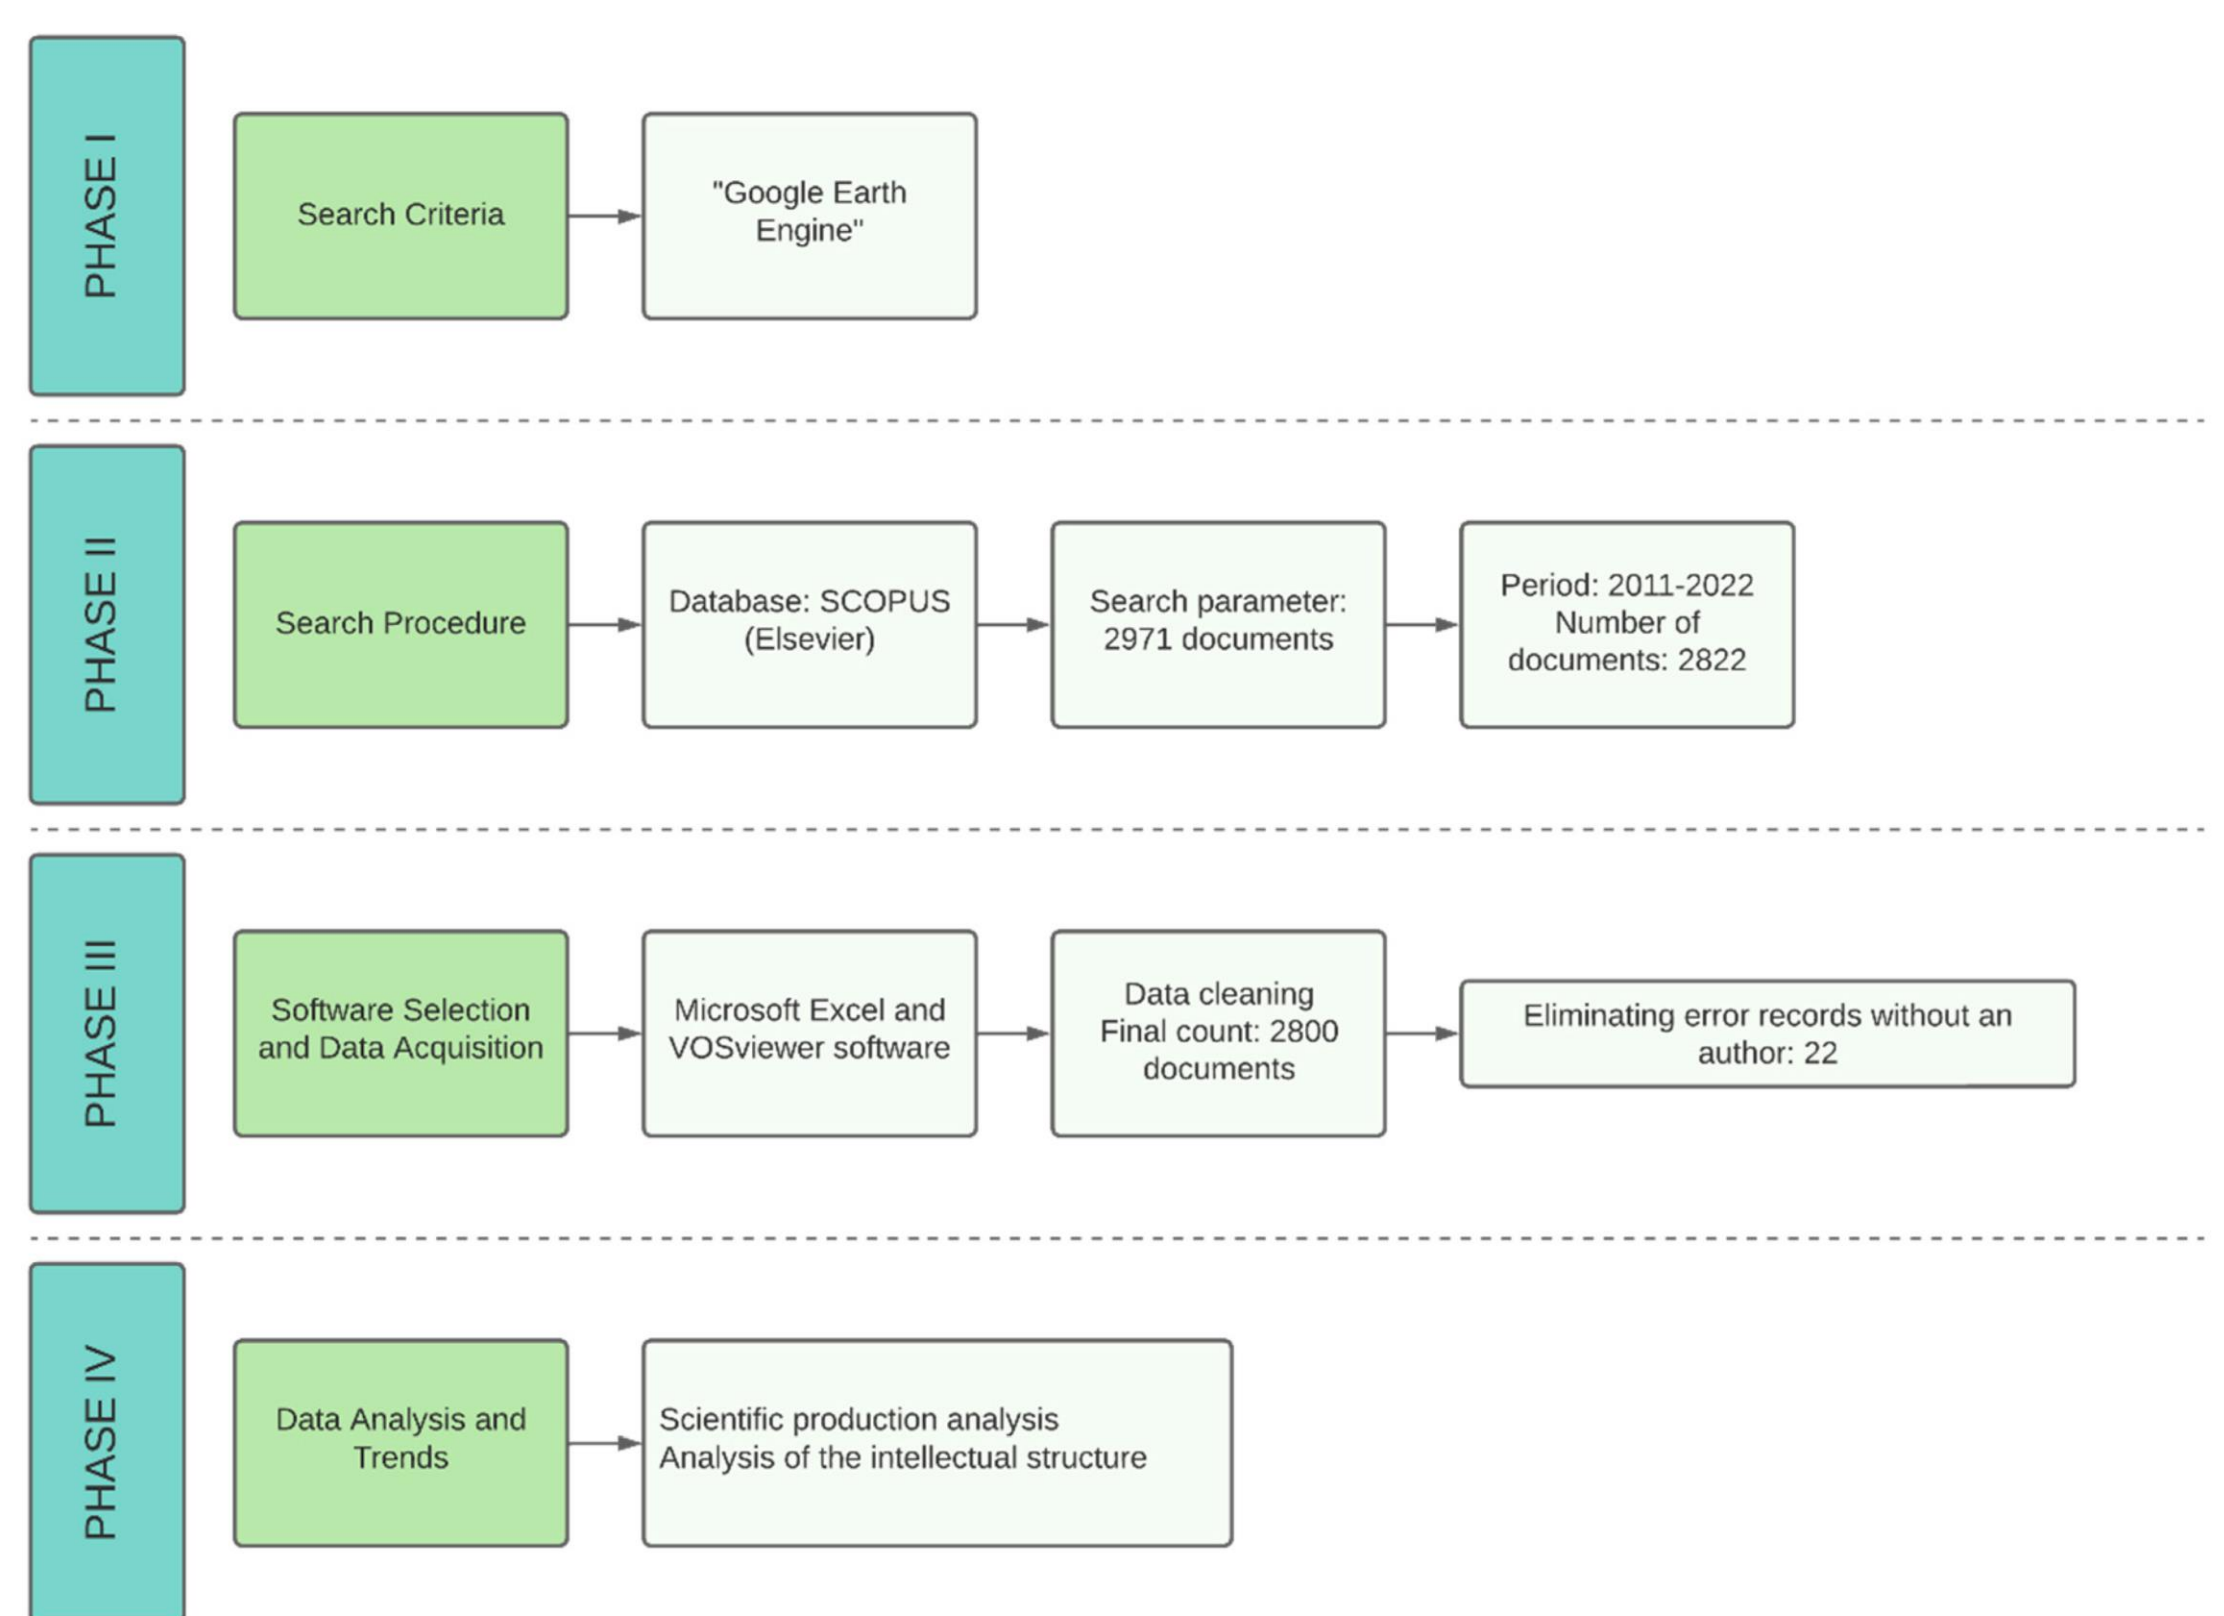 PHASE I
Search Criteria
"Google Earth
Engine"
PHASE II
Search Procedure
Database: SCOPUS
(Elsevier)
Search parameter:
2971 documents
Period: 2011-2022
Number of
documents: 2822
PHASE III
Software Selection
and Data Acquisition
Microsoft Excel and
VOSviewer software
Data cleaning
Final count: 2800
documents
Eliminating error records without an
author: 22
PHASE IV
Data Analysis and
Trends
Scientific production analysis
Analysis of the intellectual structure